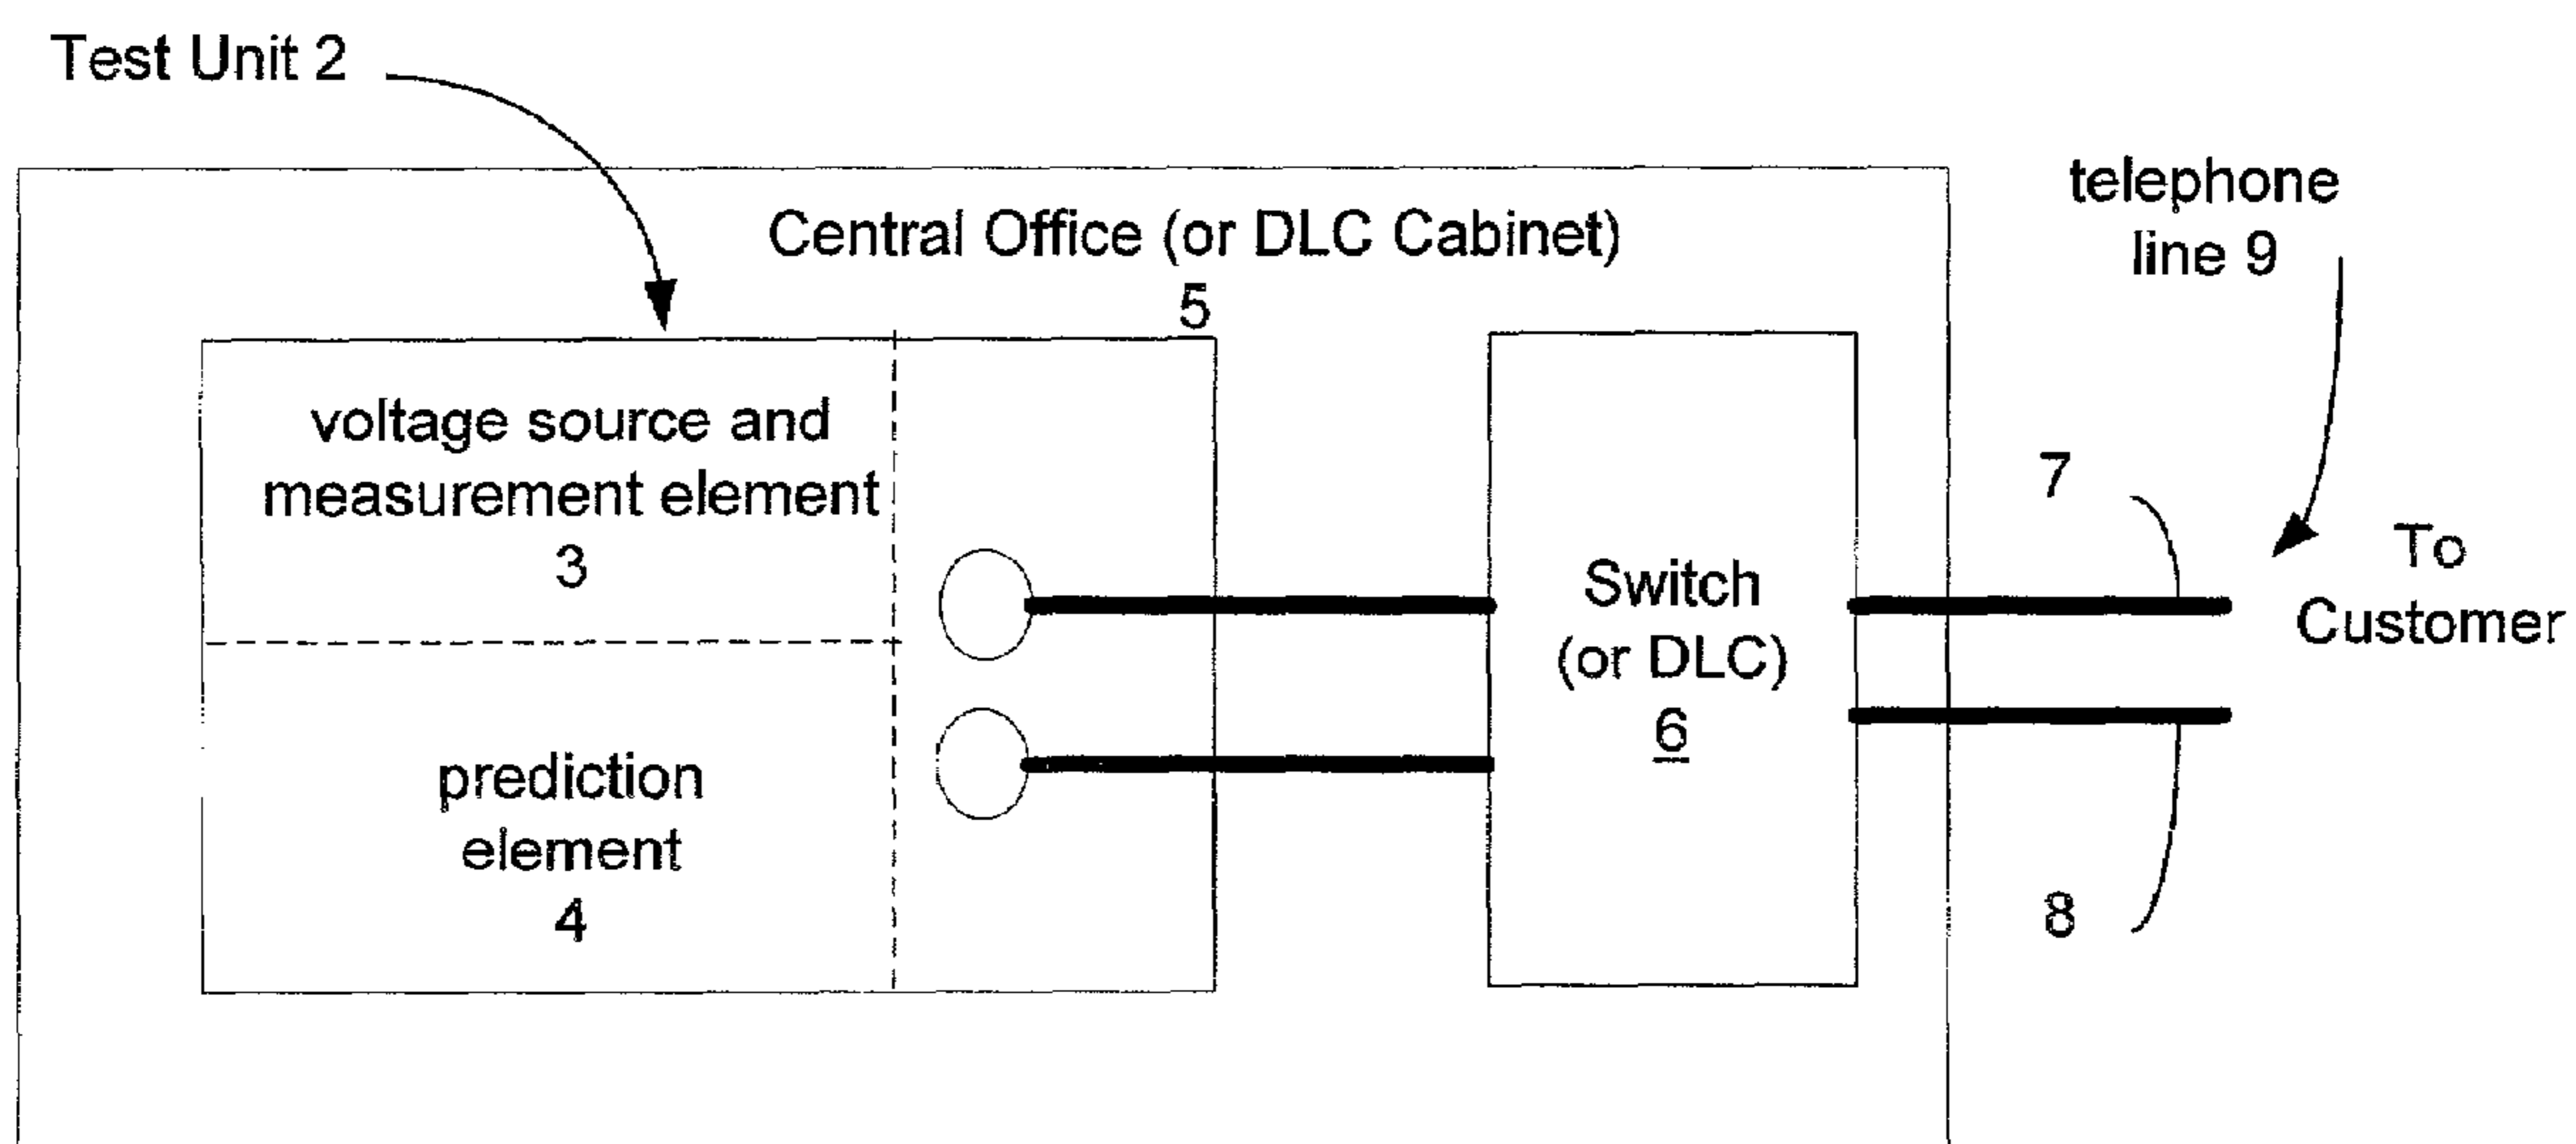 Test Unit 2
Central Office (or DLC Cabinet)
5
telephone
line 9
voltage source and
measurement element
3
prediction
element
4
Switch
(or DLC)
6
7
8
To
Customer